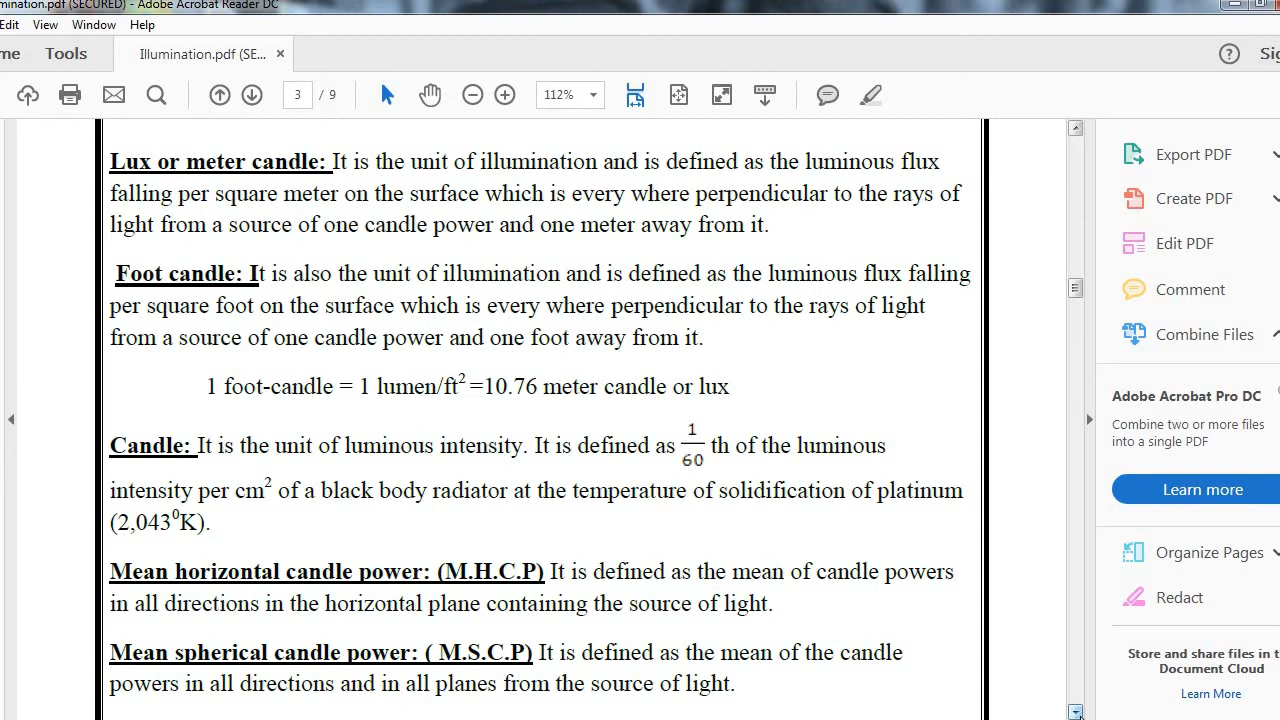 mination.pdf (SECURED) - Adobe Acrobat Reader DC
Edit View Window Help
me Tools Illumination.pdf (SE... × ? Sig
3 / 9 112%
Lux or meter candle: It is the unit of illumination and is defined as the luminous flux
falling per square meter on the surface which is every where perpendicular to the rays of
light from a source of one candle power and one meter away from it.
Foot candle: It is also the unit of illumination and is defined as the luminous flux falling
per square foot on the surface which is every where perpendicular to the rays of light
from a source of one candle power and one foot away from it.
1 foot-candle = 1 lumen/ft² =10.76 meter candle or lux
Candle: It is the unit of luminous intensity. It is defined as 1/60 th of the luminous
intensity per cm² of a black body radiator at the temperature of solidification of platinum
(2,043⁰K).
Mean horizontal candle power: (M.H.C.P) It is defined as the mean of candle powers
in all directions in the horizontal plane containing the source of light.
Mean spherical candle power: ( M.S.C.P) It is defined as the mean of the candle
powers in all directions and in all planes from the source of light.
Export PDF
Create PDF
Edit PDF
Comment
Combine Files
Adobe Acrobat Pro DC
Combine two or more files
into a single PDF
Learn more
Organize Pages
Redact
Store and share files in t
Document Cloud
Learn More